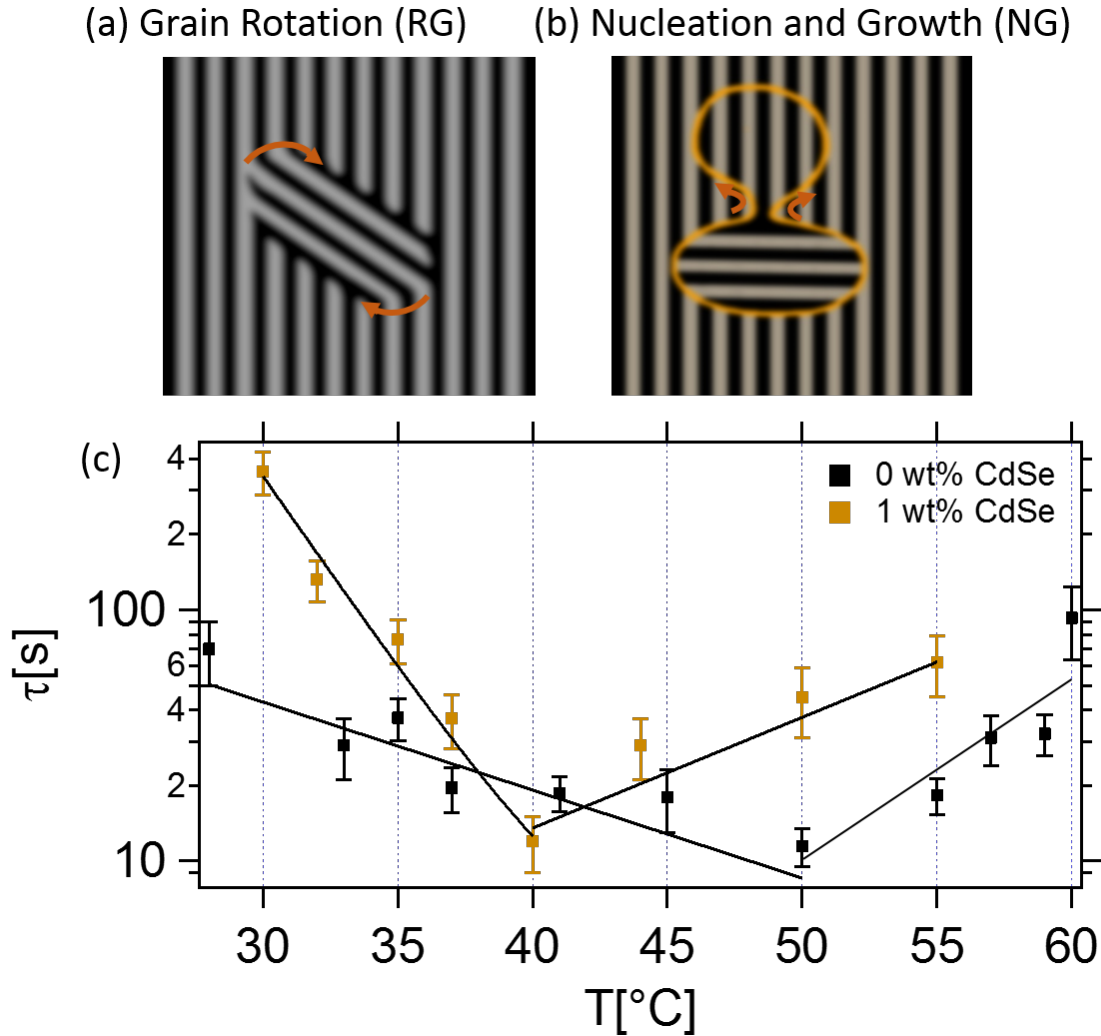 (a) Grain Rotation (RG)
(b) Nucleation and Growth (NG)
(c)
4
2
100
6
4
2
10
τ[s]
0 wt% CdSe
1 wt% CdSe
30
35
40
45
50
55
60
T[°C]